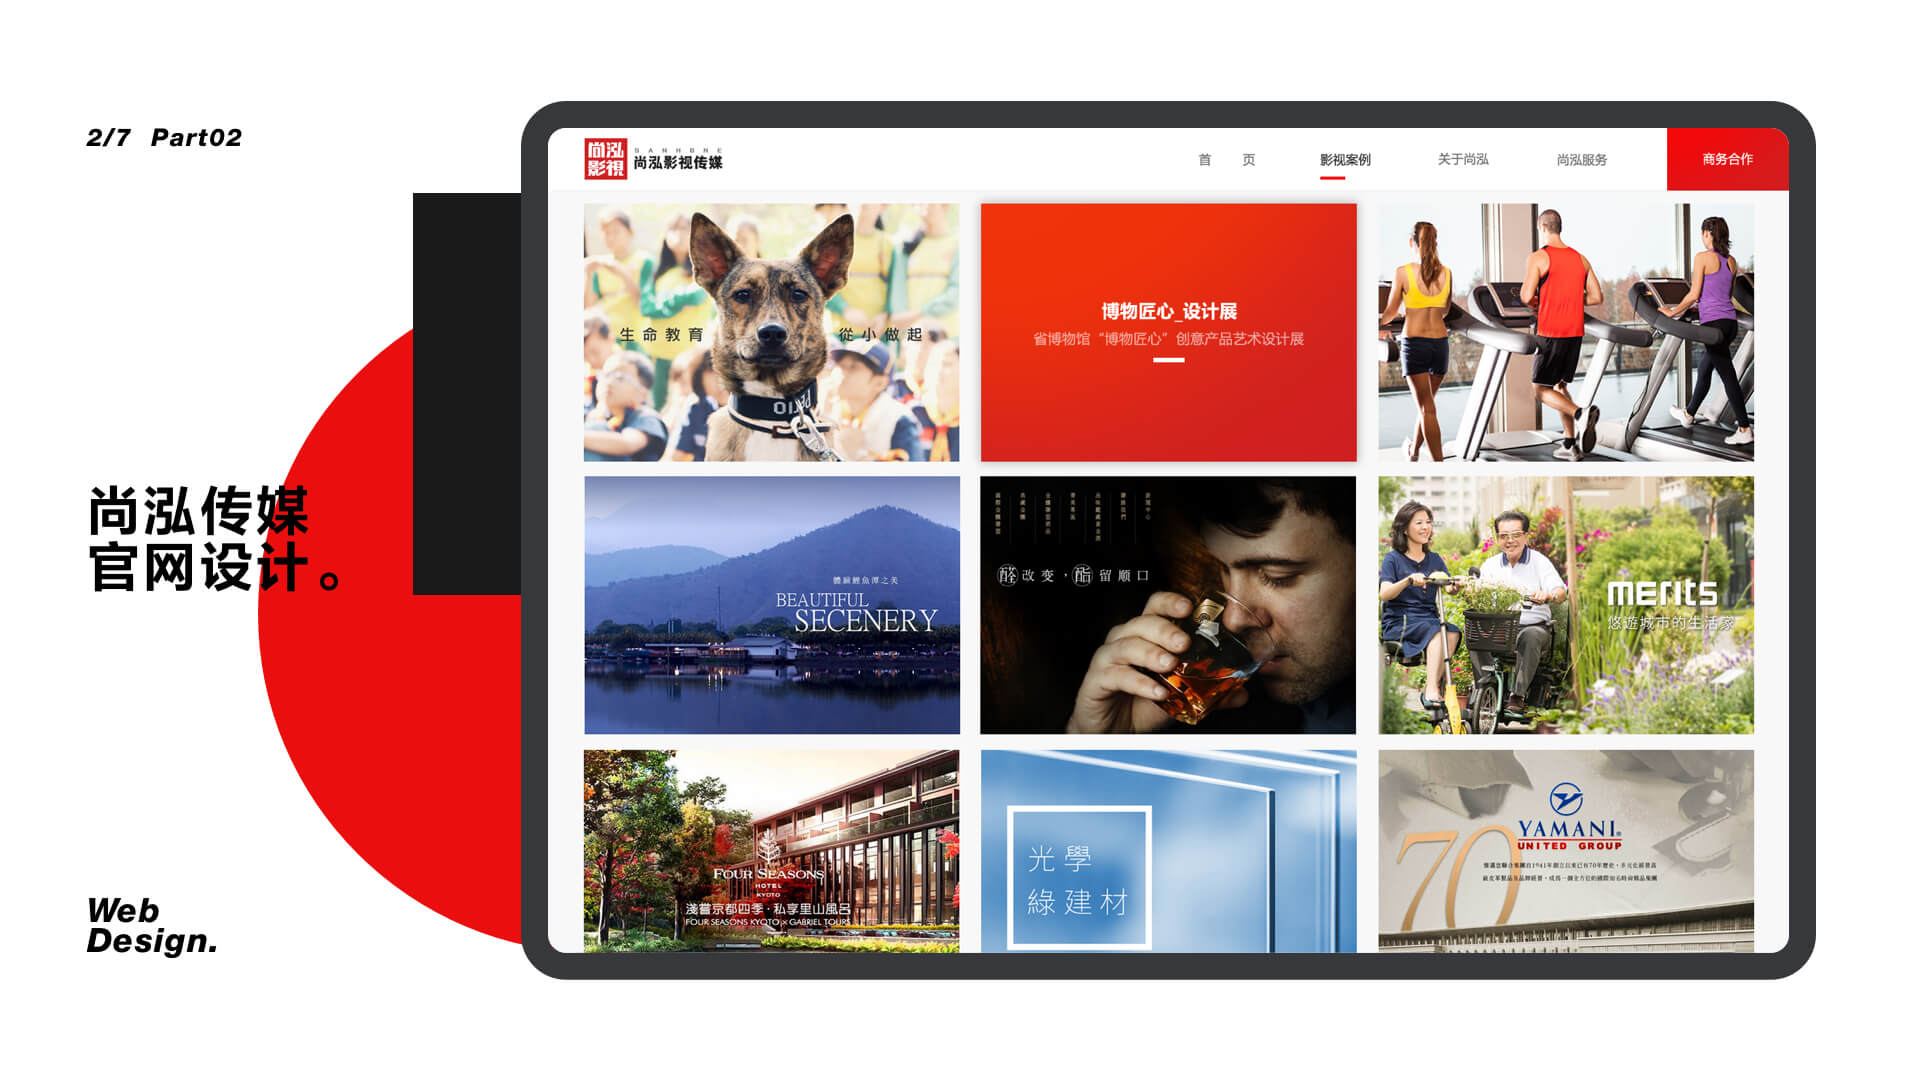 2/7 Part02
尚泓传媒
官网设计。
Web
Design.
尚泓
影視
SANHONE
尚泓影视传媒
首 页
影视案例
关于尚泓
尚泓服务
商务合作
生命教育
從小做起
博物匠心_设计展
省博物馆“博物匠心”创意产品艺术设计展
體驗鯉魚潭之美
BEAUTIFUL
SECENERY
醛改变，酯留顺口
merits
悠遊城市的生活家
FOUR SEASONS
HOTEL
KYOTO
淺嘗京都四季·私享里山風呂
FOUR SEASONS KYOTO × GABRIEL TOURS
光學
綠建材
70
YAMANI®
UNITED GROUP